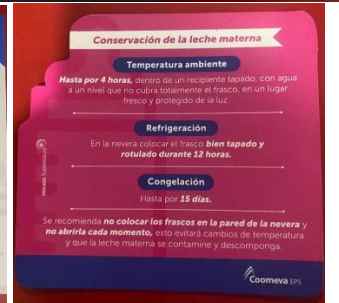 Conservación de la leche materna
Temperatura ambiente
Hasta por 4 horas, dentro de un recipiente tapado, con agua
a un nivel que no cubra totalmente el frasco, en un lugar
fresco y protegido de la luz.
Refrigeración
En la nevera colocar el frasco bien tapado y
rotulado durante 12 horas.
Congelación
Hasta por 15 días.
Se recomienda no colocar los frascos en la pared de la nevera y
no abrirla cada momento, esto evitará cambios de temperatura
y que la leche materna se contamine y descomponga.
Coomeva EPS